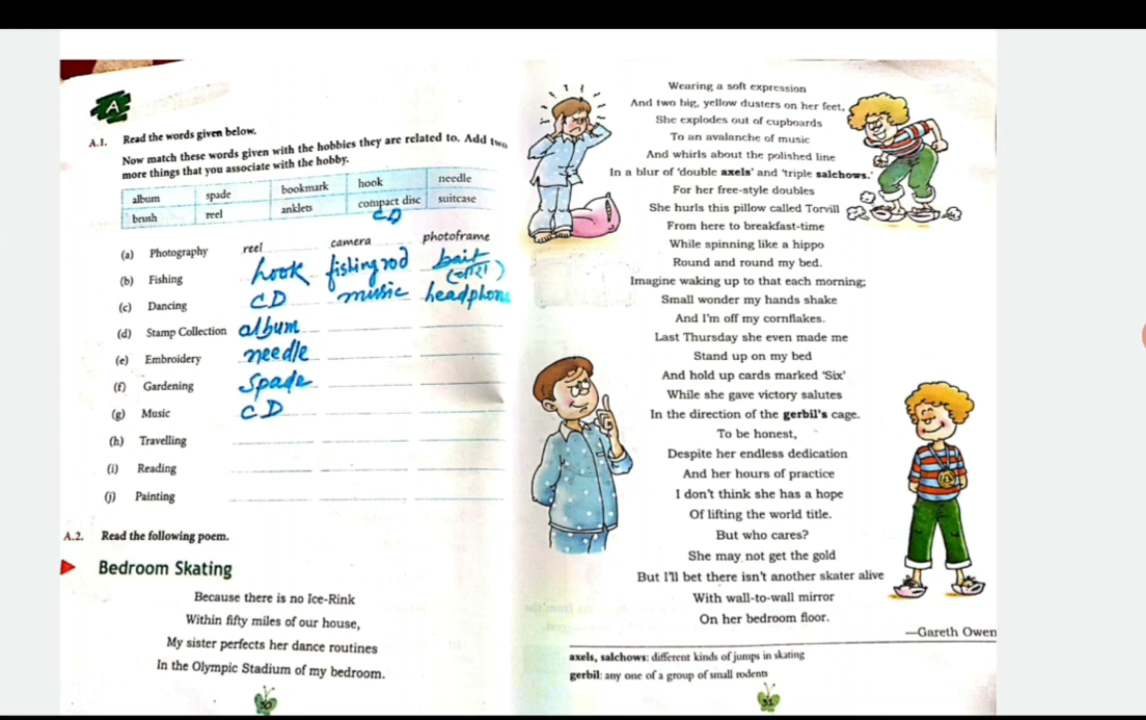 A
A.1. Read the words given below.
Now match these words given with the hobbies they are related to. Add two
more things that you associate with the hobby.
album spade bookmark hook needle
brush reel anklets compact disc suitcase
CD
(a) Photography reel camera photoframe
(b) Fishing hook fishing rod bait
(चारा)
(c) Dancing CD music headphone
(d) Stamp Collection album
(e) Embroidery needle
(f) Gardening Spade
(g) Music CD
(h) Travelling
(i) Reading
(j) Painting
A.2. Read the following poem.
Bedroom Skating
Because there is no Ice-Rink
Within fifty miles of our house,
My sister perfects her dance routines
In the Olympic Stadium of my bedroom.
30
Wearing a soft expression
And two big, yellow dusters on her feet,
She explodes out of cupboards
To an avalanche of music
And whirls about the polished line
In a blur of 'double axels' and 'triple salchows.'
For her free-style doubles
She hurls this pillow called Torvill
From here to breakfast-time
While spinning like a hippo
Round and round my bed.
Imagine waking up to that each morning;
Small wonder my hands shake
And I'm off my cornflakes.
Last Thursday she even made me
Stand up on my bed
And hold up cards marked 'Six'
While she gave victory salutes
In the direction of the gerbil's cage.
To be honest,
Despite her endless dedication
And her hours of practice
I don't think she has a hope
Of lifting the world title.
But who cares?
She may not get the gold
But I'll bet there isn't another skater alive
With wall-to-wall mirror
On her bedroom floor.
—Gareth Owen
axels, salchows: different kinds of jumps in skating
gerbil: any one of a group of small rodents
31